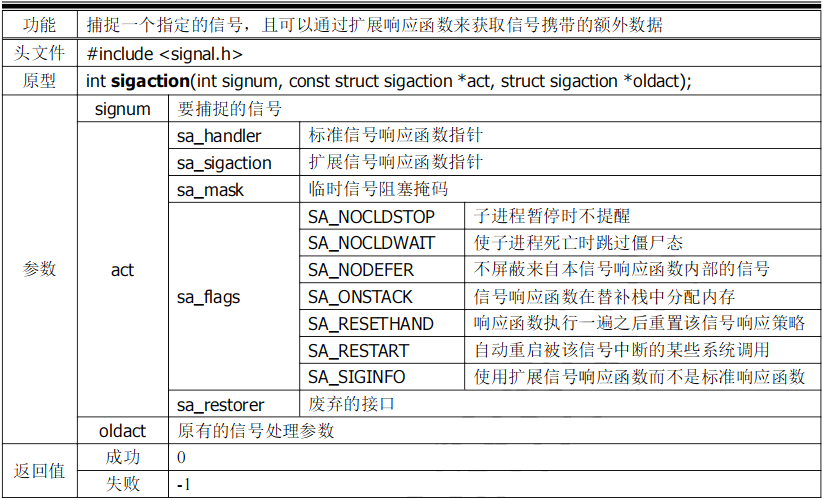 功能 捕捉一个指定的信号，且可以通过扩展响应函数来获取信号携带的额外数据
头文件 #include <signal.h>
原型 int sigaction(int signum, const struct sigaction *act, struct sigaction *oldact);
参数 signum 要捕捉的信号
act sa_handler 标准信号响应函数指针
sa_sigaction 扩展信号响应函数指针
sa_mask 临时信号阻塞掩码
sa_flags SA_NOCLDSTOP 子进程暂停时不提醒
SA_NOCLDWAIT 使子进程死亡时跳过僵尸态
SA_NODEFER 不屏蔽来自本信号响应函数内部的信号
SA_ONSTACK 信号响应函数在替补栈中分配内存
SA_RESETHAND 响应函数执行一遍之后重置该信号响应策略
SA_RESTART 自动重启被该信号中断的某些系统调用
SA_SIGINFO 使用扩展信号响应函数而不是标准响应函数
sa_restorer 废弃的接口
oldact 原有的信号处理参数
返回值 成功 0
失败 -1